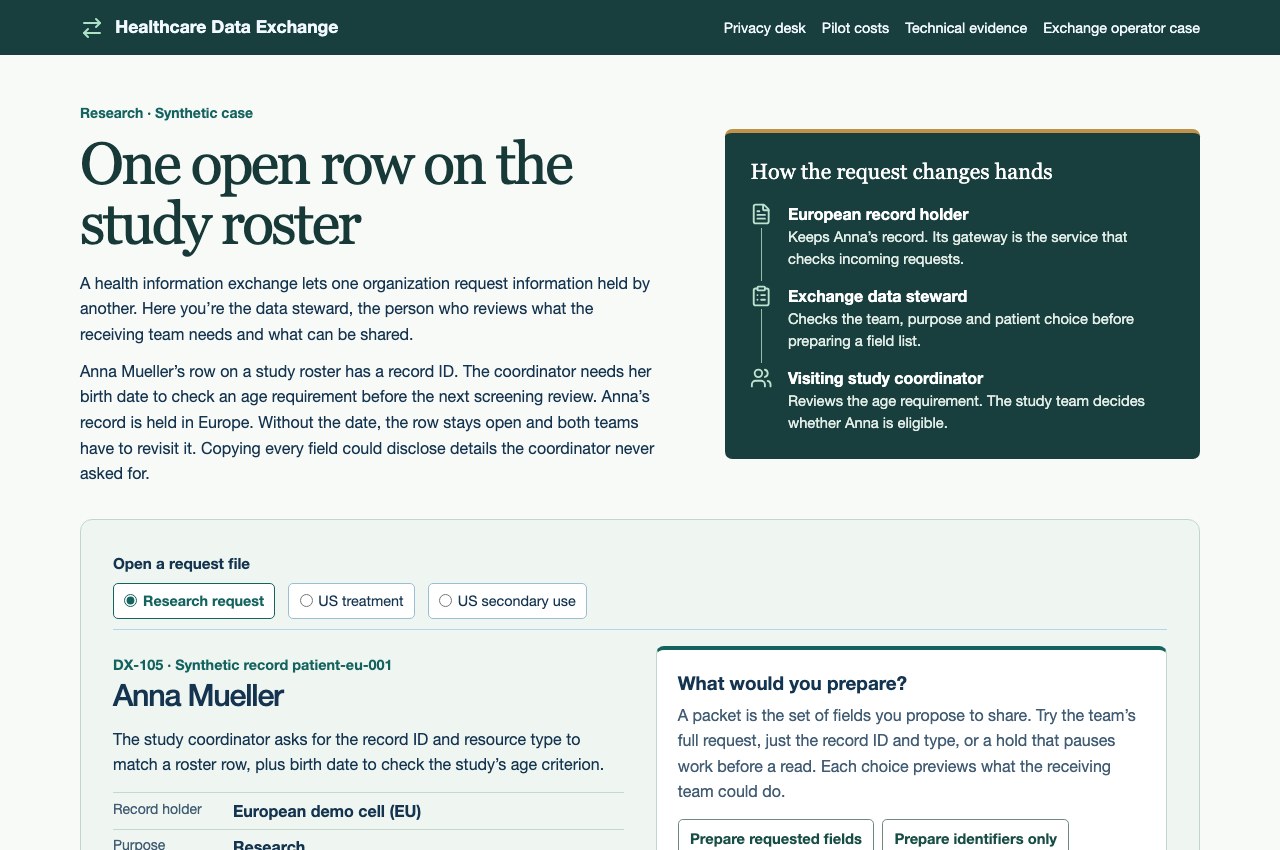 Healthcare Data Exchange
Privacy desk
Pilot costs
Technical evidence
Exchange operator case
Research · Synthetic case
One open row on the
study roster
A health information exchange lets one organization request information held by
another. Here you’re the data steward, the person who reviews what the
receiving team needs and what can be shared.
Anna Mueller’s row on a study roster has a record ID. The coordinator needs her
birth date to check an age requirement before the next screening review. Anna’s
record is held in Europe. Without the date, the row stays open and both teams
have to revisit it. Copying every field could disclose details the coordinator never
asked for.
How the request changes hands
European record holder
Keeps Anna’s record. Its gateway is the service that
checks incoming requests.
Exchange data steward
Checks the team, purpose and patient choice before
preparing a field list.
Visiting study coordinator
Reviews the age requirement. The study team decides
whether Anna is eligible.
Open a request file
Research request
US treatment
US secondary use
DX-105 · Synthetic record patient-eu-001
Anna Mueller
The study coordinator asks for the record ID and resource type to
match a roster row, plus birth date to check the study’s age criterion.
Record holder
European demo cell (EU)
Purpose
Research
What would you prepare?
A packet is the set of fields you propose to share. Try the team’s
full request, just the record ID and type, or a hold that pauses
work before a read. Each choice previews what the receiving
team could do.
Prepare requested fields
Prepare identifiers only